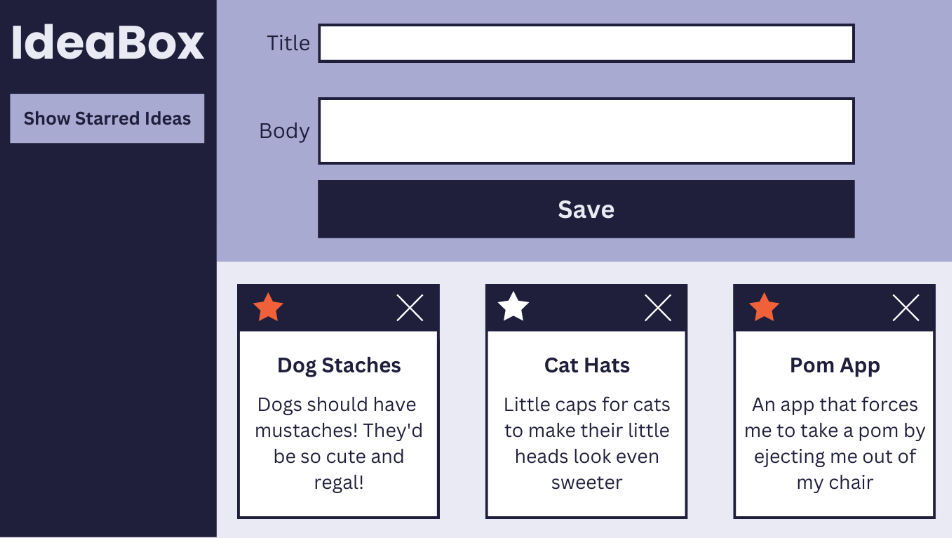 IdeaBox
Show Starred Ideas
Title
Body
Save
Dog Staches
Dogs should have
mustaches! They'd
be so cute and
regal!
Cat Hats
Little caps for cats
to make their little
heads look even
sweeter
Pom App
An app that forces
me to take a pom by
ejecting me out of
my chair